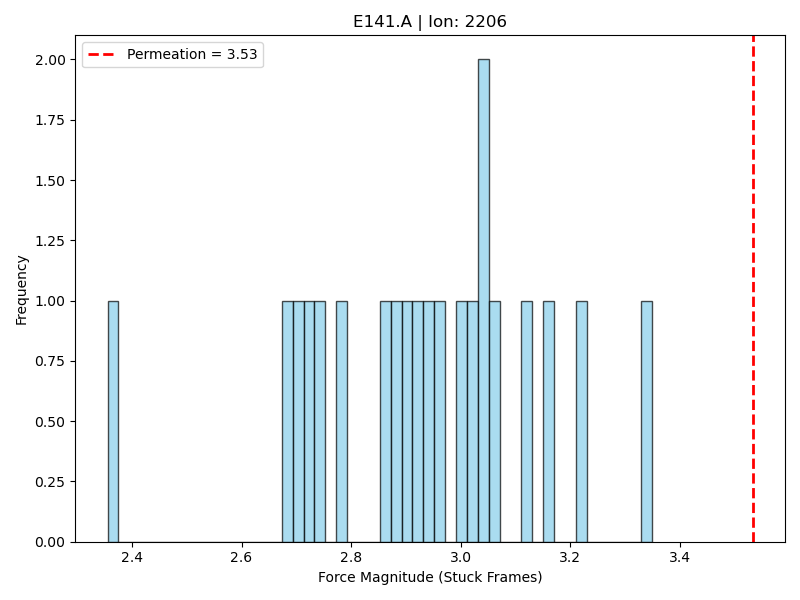 E141.A | Ion: 2206
Permeation = 3.53
2.00
1.75
1.50
1.25
1.00
0.75
0.50
0.25
0.00
Frequency
2.4 2.6 2.8 3.0 3.2 3.4
Force Magnitude (Stuck Frames)